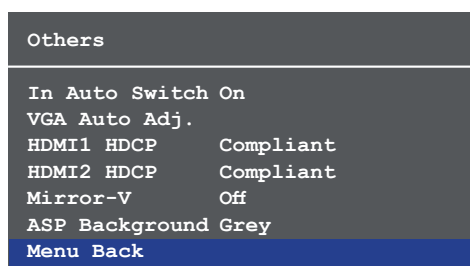 Others
In Auto Switch On
VGA Auto Adj.
HDMI1 HDCP Compliant
HDMI2 HDCP Compliant
Mirror-V Off
ASP Background Grey
Menu Back